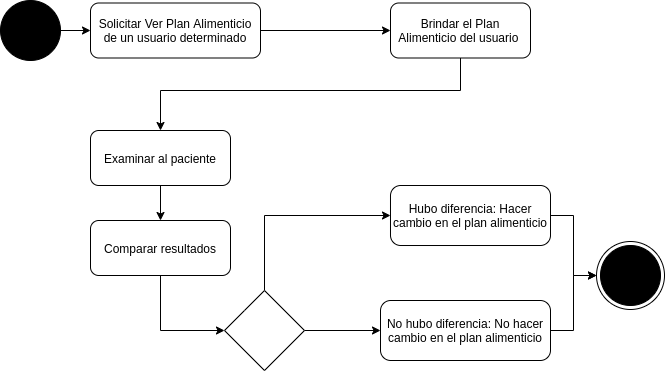 Solicitar Ver Plan Alimenticio
de un usuario determinado
Brindar el Plan
Alimenticio del usuario
Examinar al paciente
Comparar resultados
Hubo diferencia: Hacer
cambio en el plan alimenticio
No hubo diferencia: No hacer
cambio en el plan alimenticio